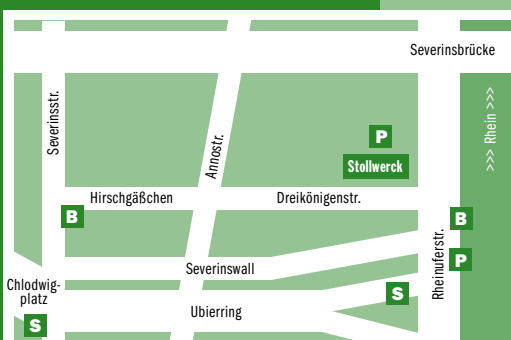 Severinsbrücke
Severinsstr.
Annostr.
>>> Rhein >>>
P
Stollwerck
Hirschgäßchen
Dreikönigenstr.
B
B
Rheinuferstr.
P
Severinswall
Chlodwig-
platz
S
Ubierring
S